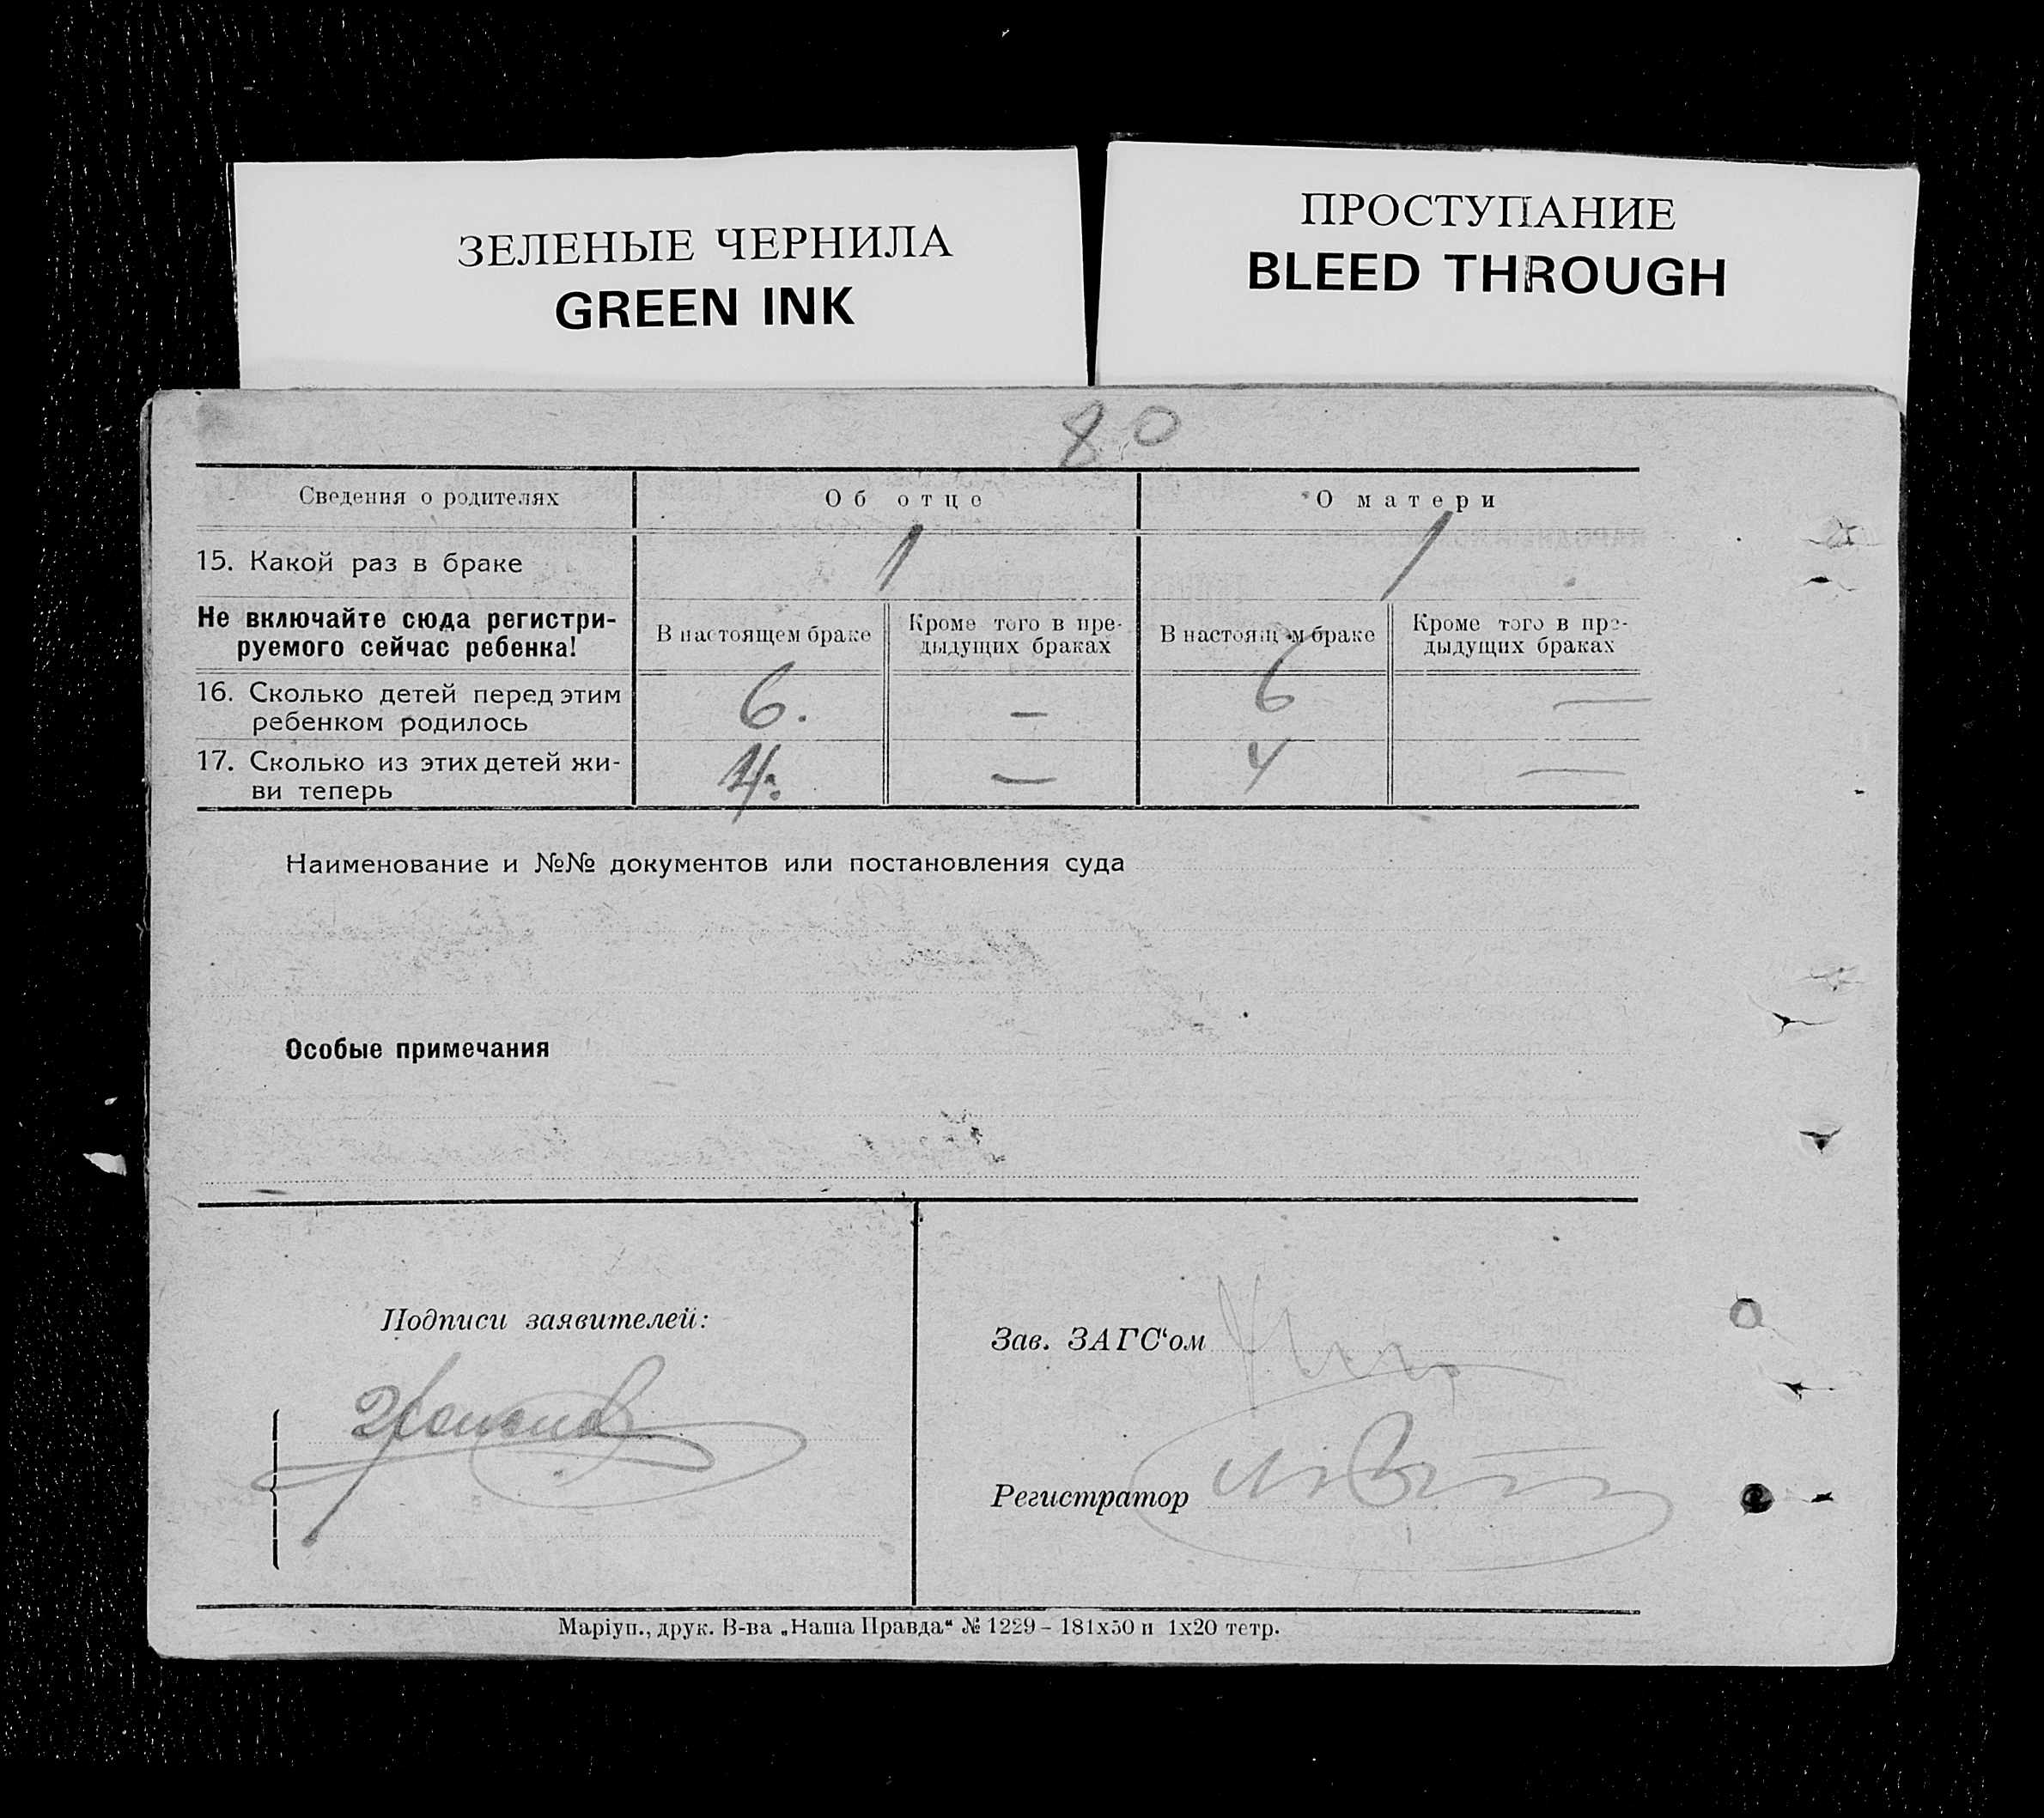 ЗЕЛЕНЫЕ ЧЕРНИЛА
GREEN INK
ПРОСТУПАНИЕ
BLEED THROUGH
80
Сведения о родителях Об отце О матери
15. Какой раз в браке 1 1
Не включайте сюда регистри-
руемого сейчас ребенка!
В настоящем браке
Кроме того в пре-
дыдущих браках
В настоящем браке
Кроме того в пре-
дыдущих браках
16. Сколько детей перед этим
ребенком родилось 6. — 6 —
17. Сколько из этих детей жи-
ви теперь 4. — 4 —
Наименование и №№ документов или постановления суда
Особые примечания
Подписи заявителей:
Зав. ЗАГС‘ом
Регистратор
Маріуп., друк. В-ва „Наша Правда“ № 1229 – 181х50 и 1х20 тетр.